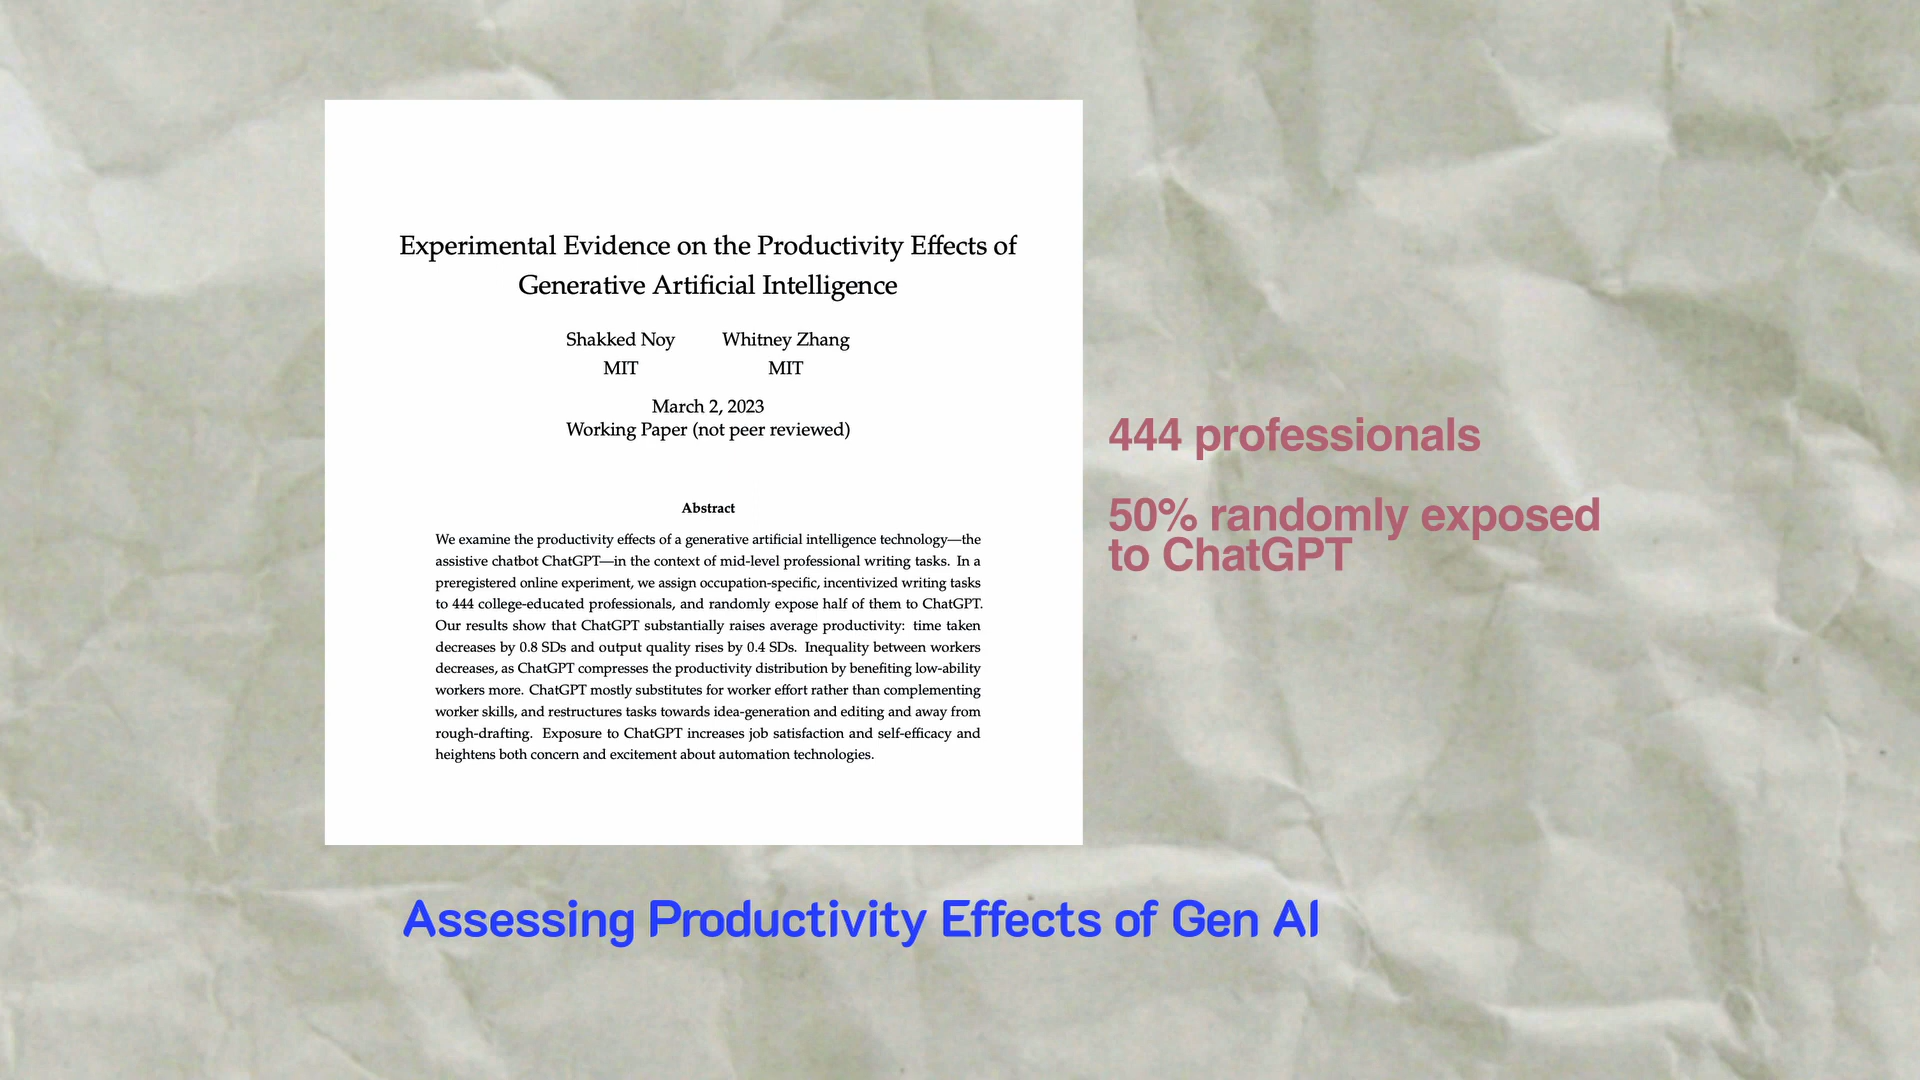 Experimental Evidence on the Productivity Effects of
Generative Artificial Intelligence
Shakked Noy Whitney Zhang
MIT MIT
March 2, 2023
Working Paper (not peer reviewed)
Abstract
We examine the productivity effects of a generative artificial intelligence technology—the
assistive chatbot ChatGPT—in the context of mid-level professional writing tasks. In a
preregistered online experiment, we assign occupation-specific, incentivized writing tasks
to 444 college-educated professionals, and randomly expose half of them to ChatGPT.
Our results show that ChatGPT substantially raises average productivity: time taken
decreases by 0.8 SDs and output quality rises by 0.4 SDs. Inequality between workers
decreases, as ChatGPT compresses the productivity distribution by benefiting low-ability
workers more. ChatGPT mostly substitutes for worker effort rather than complementing
worker skills, and restructures tasks towards idea-generation and editing and away from
rough-drafting. Exposure to ChatGPT increases job satisfaction and self-efficacy and
heightens both concern and excitement about automation technologies.
444 professionals
50% randomly exposed
to ChatGPT
Assessing Productivity Effects of Gen AI